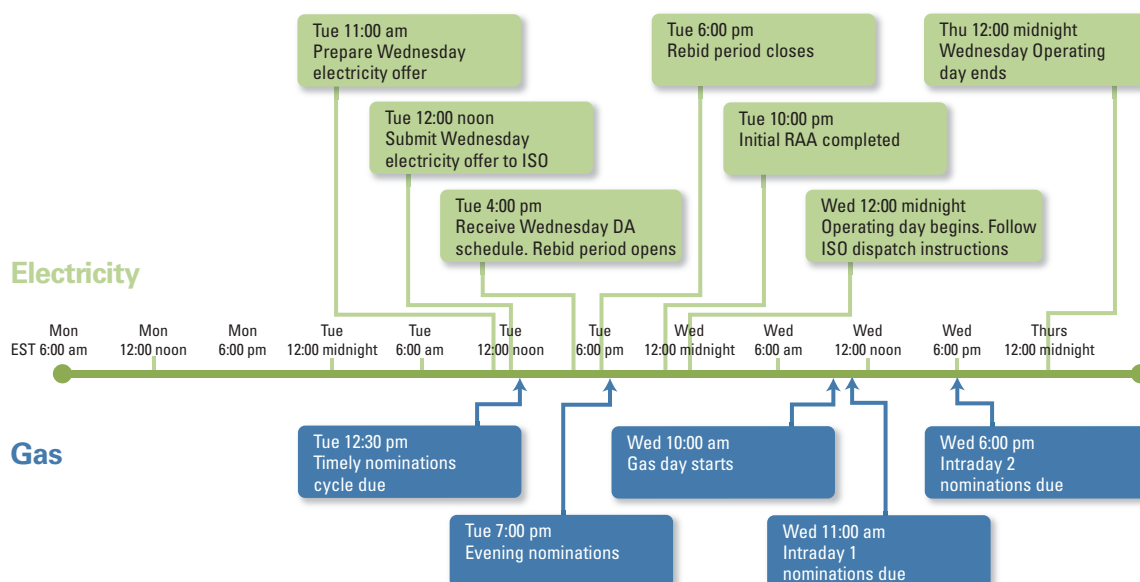 Tue 11:00 am
Prepare Wednesday
electricity offer
Tue 6:00 pm
Rebid period closes
Thu 12:00 midnight
Wednesday Operating
day ends
Tue 12:00 noon
Submit Wednesday
electricity offer to ISO
Tue 10:00 pm
Initial RAA completed
Tue 4:00 pm
Receive Wednesday DA
schedule. Rebid period opens
Wed 12:00 midnight
Operating day begins. Follow
ISO dispatch instructions
Electricity
Mon
EST 6:00 am
Mon
12:00 noon
Mon
6:00 pm
Tue
12:00 midnight
Tue
6:00 am
Tue
12:00 noon
Tue
6:00 pm
Wed
12:00 midnight
Wed
6:00 am
Wed
12:00 noon
Wed
6:00 pm
Thurs
12:00 midnight
Gas
Tue 12:30 pm
Timely nominations
cycle due
Wed 10:00 am
Gas day starts
Wed 6:00 pm
Intraday 2
nominations due
Tue 7:00 pm
Evening nominations
Wed 11:00 am
Intraday 1
nominations due